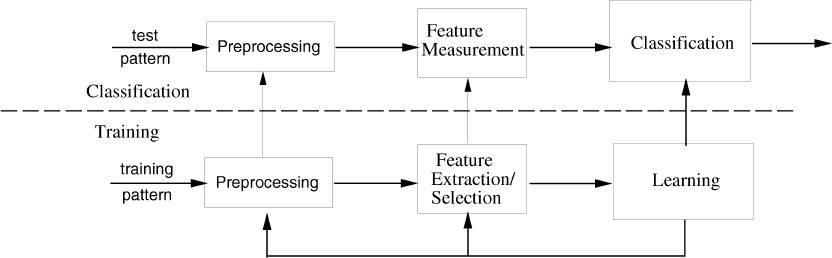 test
pattern
Preprocessing
Feature
Measurement
Classification
Classification
Training
training
pattern
Preprocessing
Feature
Extraction/
Selection
Learning